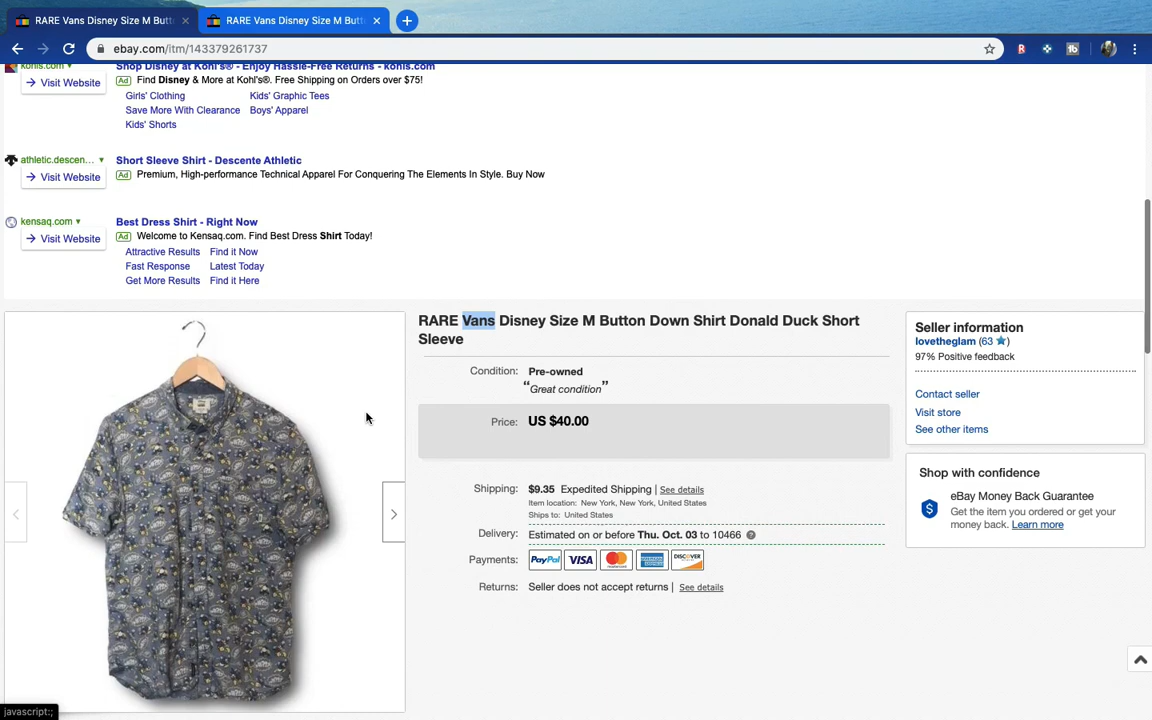 RARE Vans Disney Size M Butt
RARE Vans Disney Size M Butt
ebay.com/itm/143379261737
kohls.com
Shop Disney at Kohl's® - Enjoy Hassle-Free Returns - kohls.com
Visit Website
Ad Find Disney & More at Kohl's®. Free Shipping on Orders over $75!
Girls' Clothing Kids' Graphic Tees
Save More With Clearance Boys' Apparel
Kids' Shorts
athletic.descen...
Short Sleeve Shirt - Descente Athletic
Visit Website
Ad Premium, High-performance Technical Apparel For Conquering The Elements In Style. Buy Now
kensaq.com
Best Dress Shirt - Right Now
Visit Website
Ad Welcome to Kensaq.com. Find Best Dress Shirt Today!
Attractive Results Find it Now
Fast Response Latest Today
Get More Results Find it Here
RARE Vans Disney Size M Button Down Shirt Donald Duck Short
Sleeve
Condition: Pre-owned
“Great condition”
Price: US $40.00
Shipping: $9.35 Expedited Shipping | See details
Item location: New York, New York, United States
Ships to: United States
Delivery: Estimated on or before Thu. Oct. 03 to 10466
Payments: PayPal VISA mastercard AMERICAN EXPRESS DISCOVER
Returns: Seller does not accept returns | See details
Seller information
lovetheglam (63)
97% Positive feedback
Contact seller
Visit store
See other items
Shop with confidence
eBay Money Back Guarantee
Get the item you ordered or get your
money back. Learn more
javascript:;